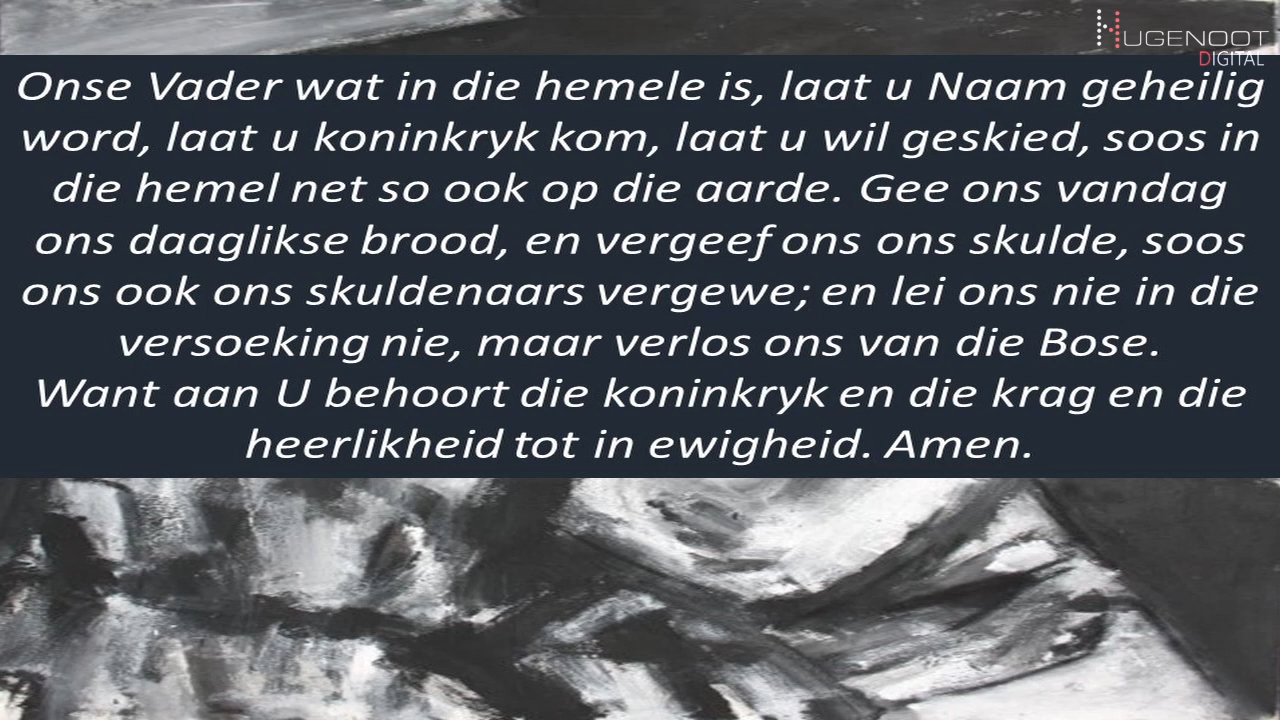 HUGENOOT
DIGITAL
Onse Vader wat in die hemele is, laat u Naam geheilig
word, laat u koninkryk kom, laat u wil geskied, soos in
die hemel net so ook op die aarde. Gee ons vandag
ons daaglikse brood, en vergeef ons ons skulde, soos
ons ook ons skuldenaars vergewe; en lei ons nie in die
versoeking nie, maar verlos ons van die Bose.
Want aan U behoort die koninkryk en die krag en die
heerlikheid tot in ewigheid. Amen.